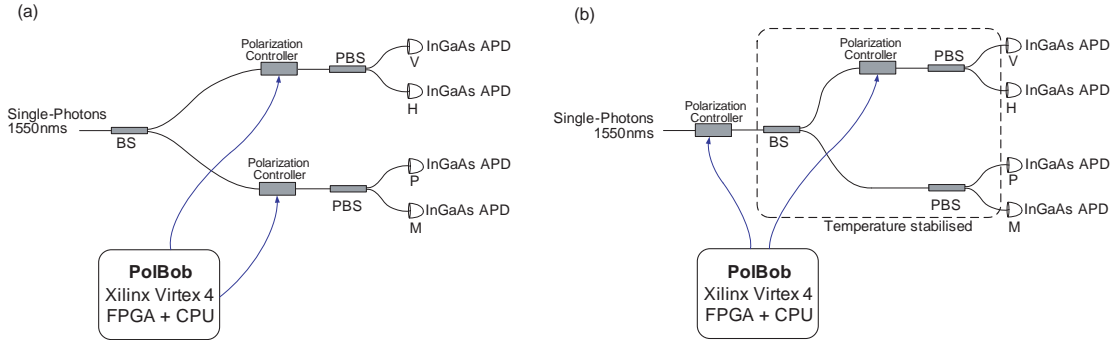 (a)
Polarization
Controller
PBS
InGaAs APD
V
InGaAs APD
H
Single-Photons
1550nms
BS
Polarization
Controller
PBS
InGaAs APD
P
InGaAs APD
M
PolBob
Xilinx Virtex 4
FPGA + CPU
(b)
Polarization
Controller
PBS
InGaAs APD
V
InGaAs APD
H
Single-Photons
1550nms
Polarization
Controller
BS
PBS
InGaAs APD
P
InGaAs APD
M
Temperature stabilised
PolBob
Xilinx Virtex 4
FPGA + CPU